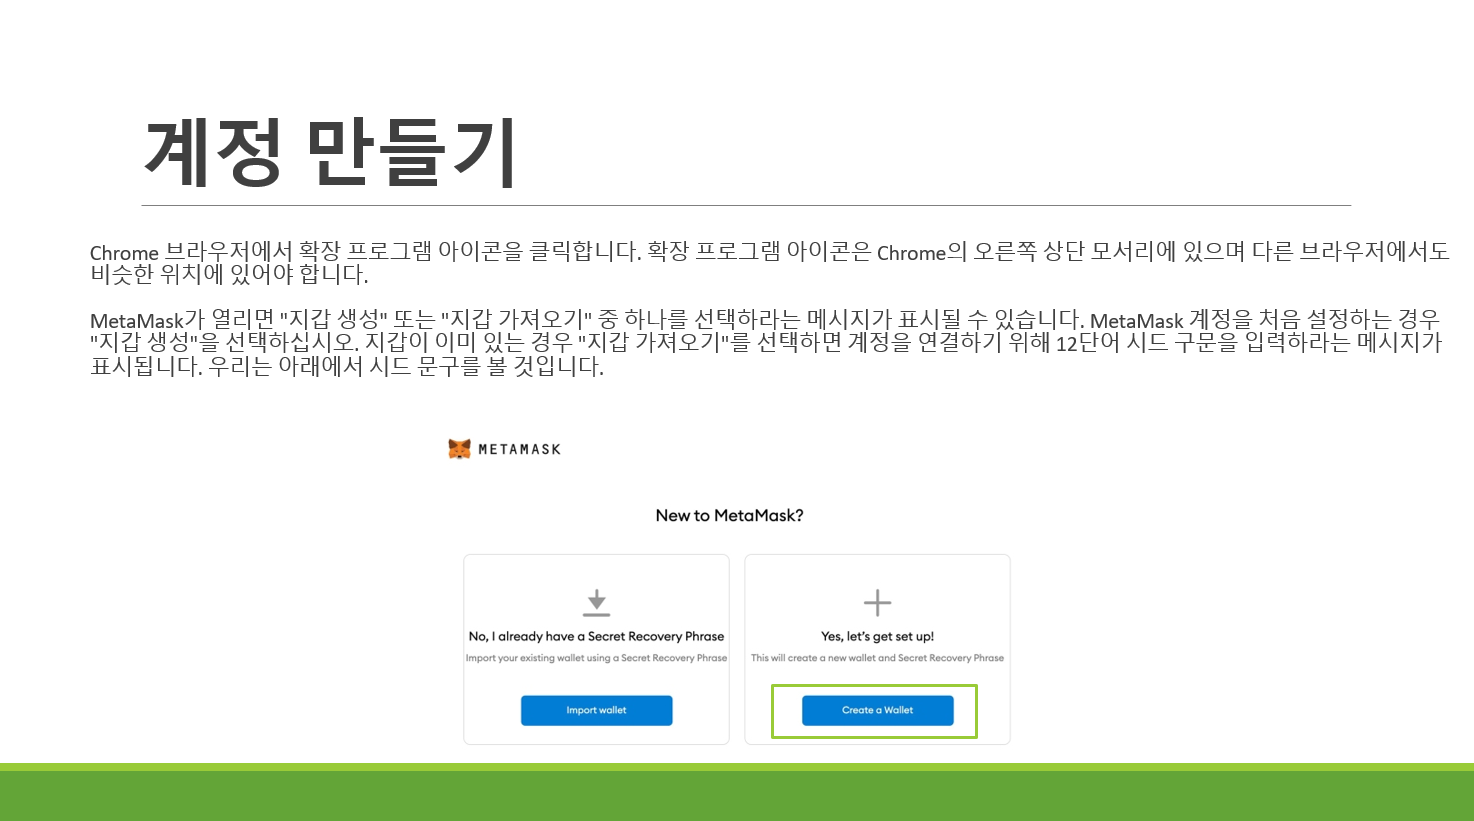 계정 만들기
Chrome 브라우저에서 확장 프로그램 아이콘을 클릭합니다. 확장 프로그램 아이콘은 Chrome의 오른쪽 상단 모서리에 있으며 다른 브라우저에서도
비슷한 위치에 있어야 합니다.
MetaMask가 열리면 "지갑 생성" 또는 "지갑 가져오기" 중 하나를 선택하라는 메시지가 표시될 수 있습니다. MetaMask 계정을 처음 설정하는 경우
"지갑 생성"을 선택하십시오. 지갑이 이미 있는 경우 "지갑 가져오기"를 선택하면 계정을 연결하기 위해 12단어 시드 구문을 입력하라는 메시지가
표시됩니다. 우리는 아래에서 시드 문구를 볼 것입니다.
METAMASK
New to MetaMask?
No, I already have a Secret Recovery Phrase
Import your existing wallet using a Secret Recovery Phrase
Import wallet
Yes, let's get set up!
This will create a new wallet and Secret Recovery Phrase
Create a Wallet